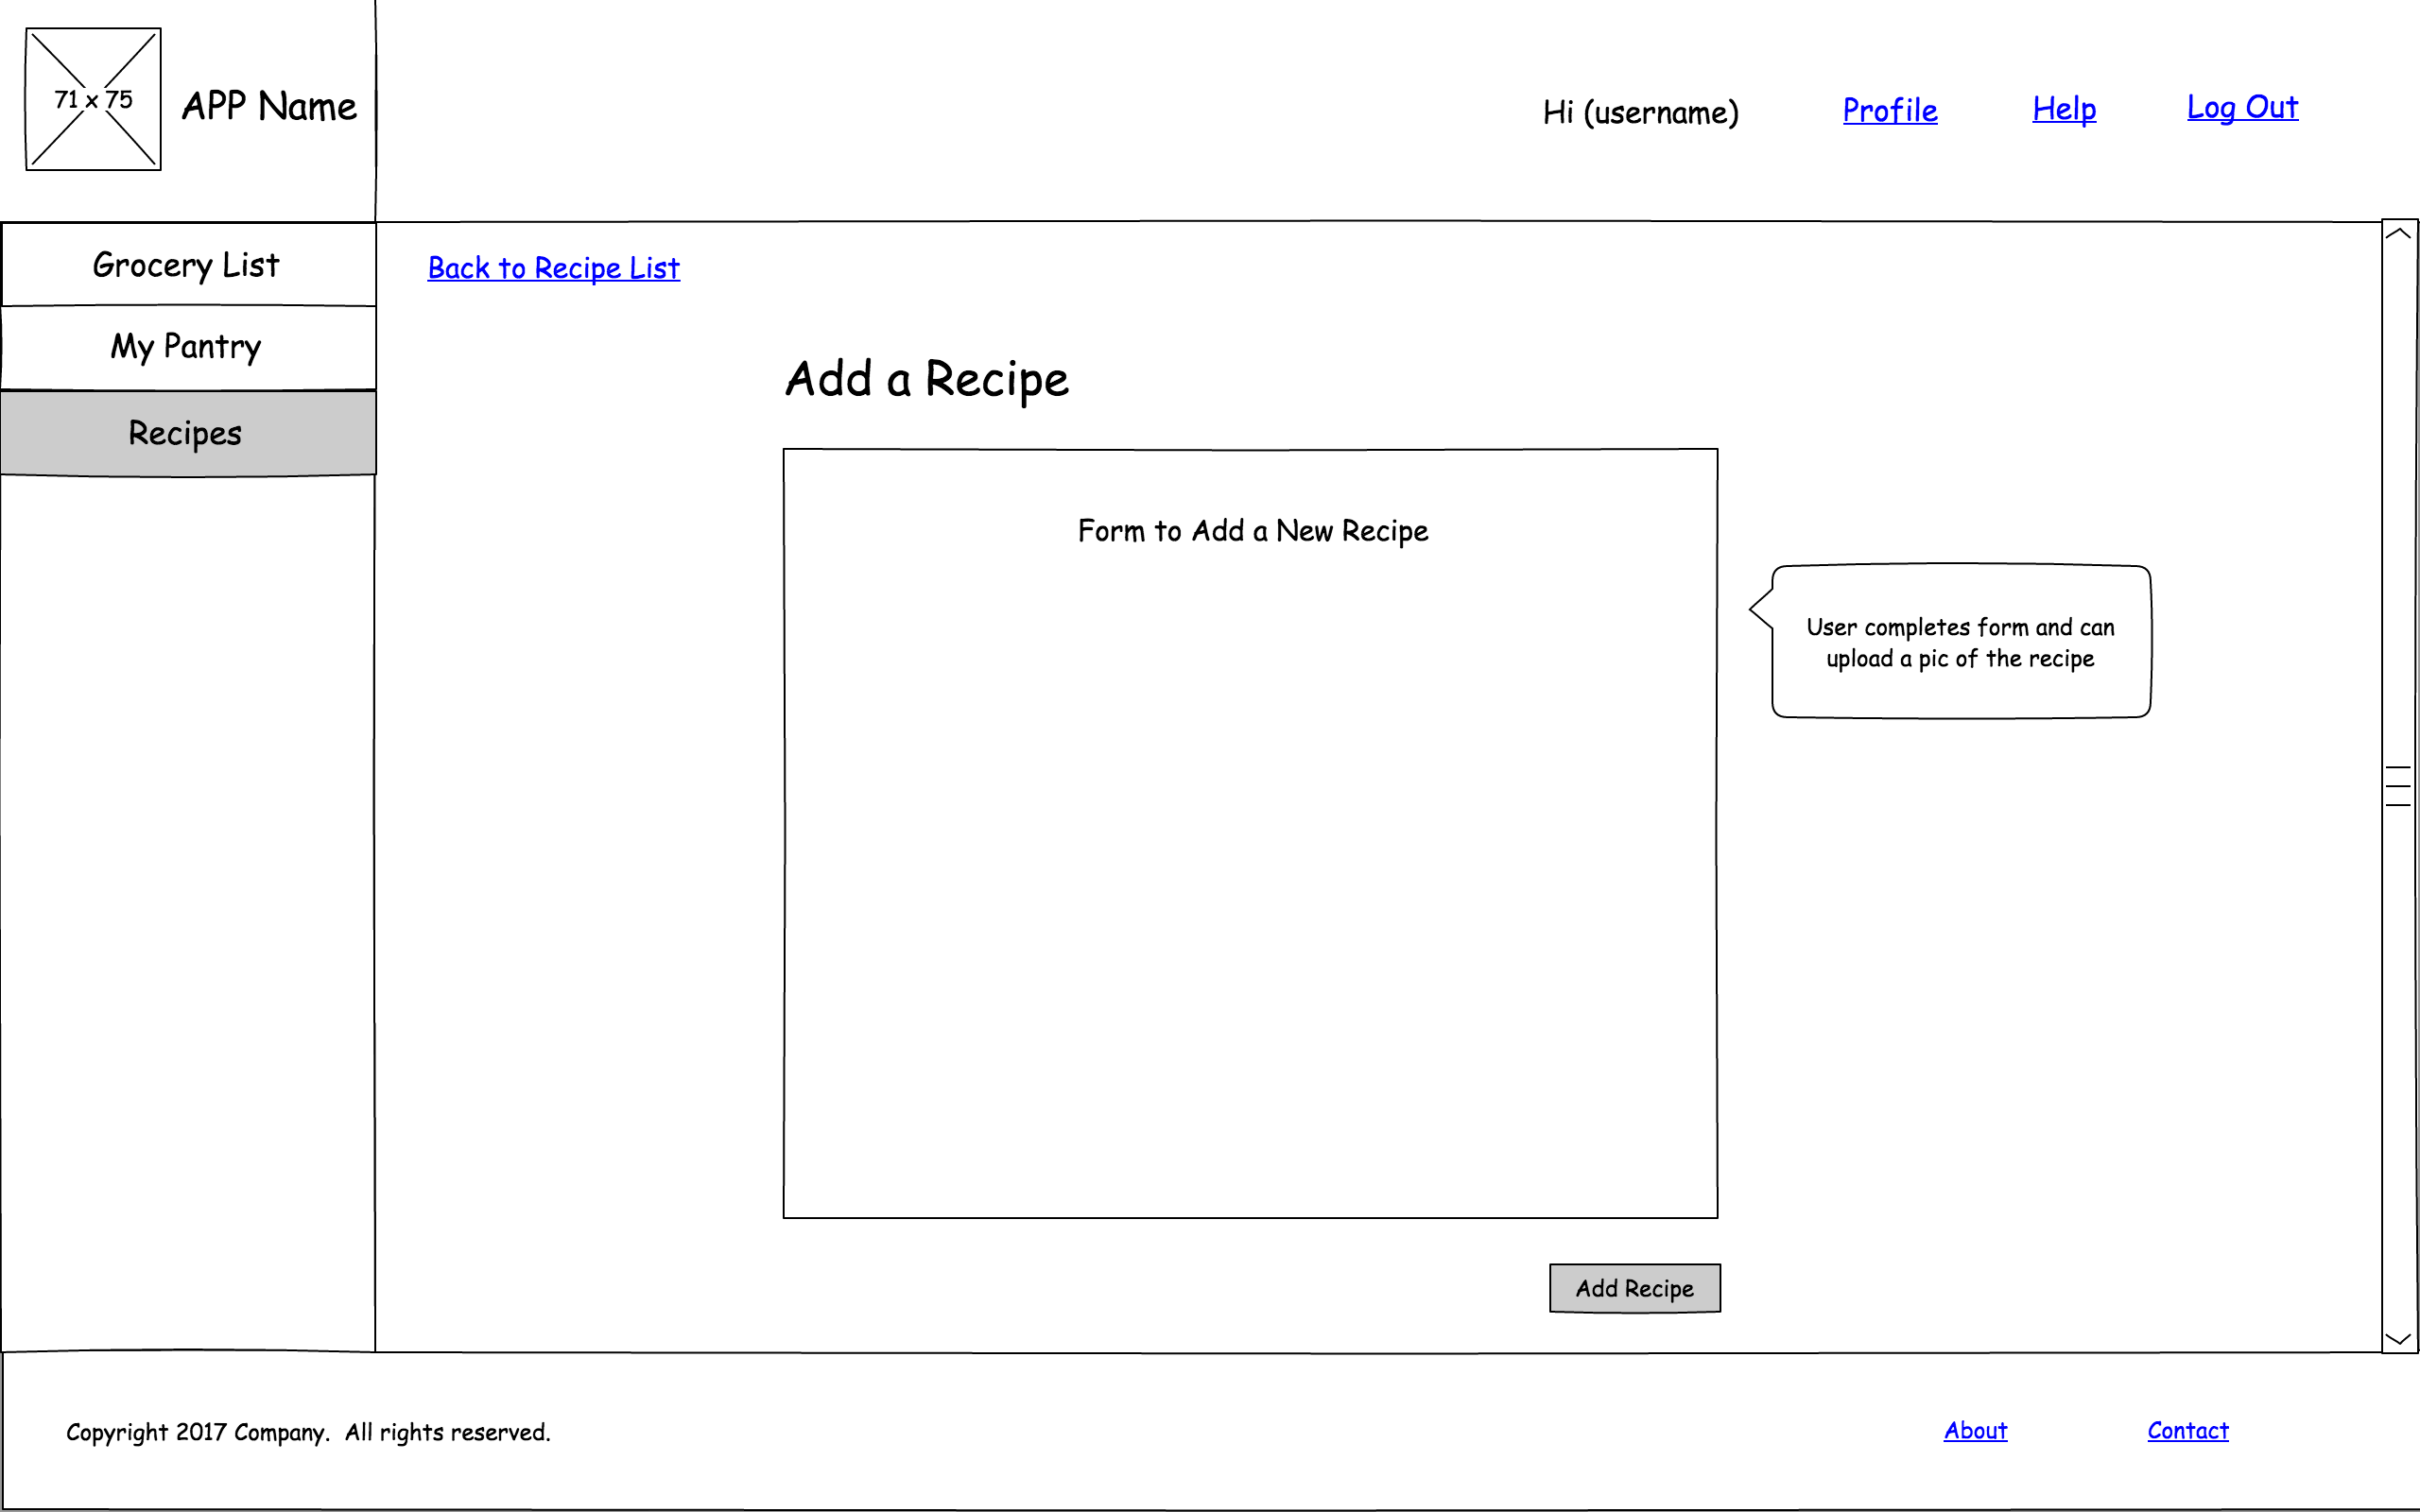 71 x 75
APP Name
Hi (username)
Profile
Help
Log Out
Grocery List
My Pantry
Recipes
Back to Recipe List
Add a Recipe
Form to Add a New Recipe
User completes form and can
upload a pic of the recipe
Add Recipe
Copyright 2017 Company.  All rights reserved.
About
Contact